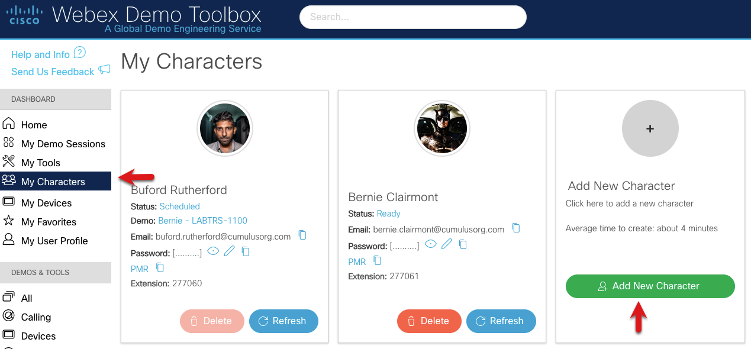 CISCO
Webex Demo Toolbox
A Global Demo Engineering Service
Search...
Help and Info
Send Us Feedback
DASHBOARD
Home
My Demo Sessions
My Tools
My Characters
My Devices
My Favorites
My User Profile
DEMOS & TOOLS
All
Calling
Devices
My Characters
Buford Rutherford
Status: Scheduled
Demo: Bernie - LABTRS-1100
Email: buford.rutherford@cumulusorg.com
Password: [..........]
PMR
Extension: 277060
Delete
Refresh
Bernie Clairmont
Status: Ready
Email: bernie.clairmont@cumulusorg.com
Password: [..........]
PMR
Extension: 277061
Delete
Refresh
+
Add New Character
Click here to add a new character
Average time to create: about 4 minutes
Add New Character